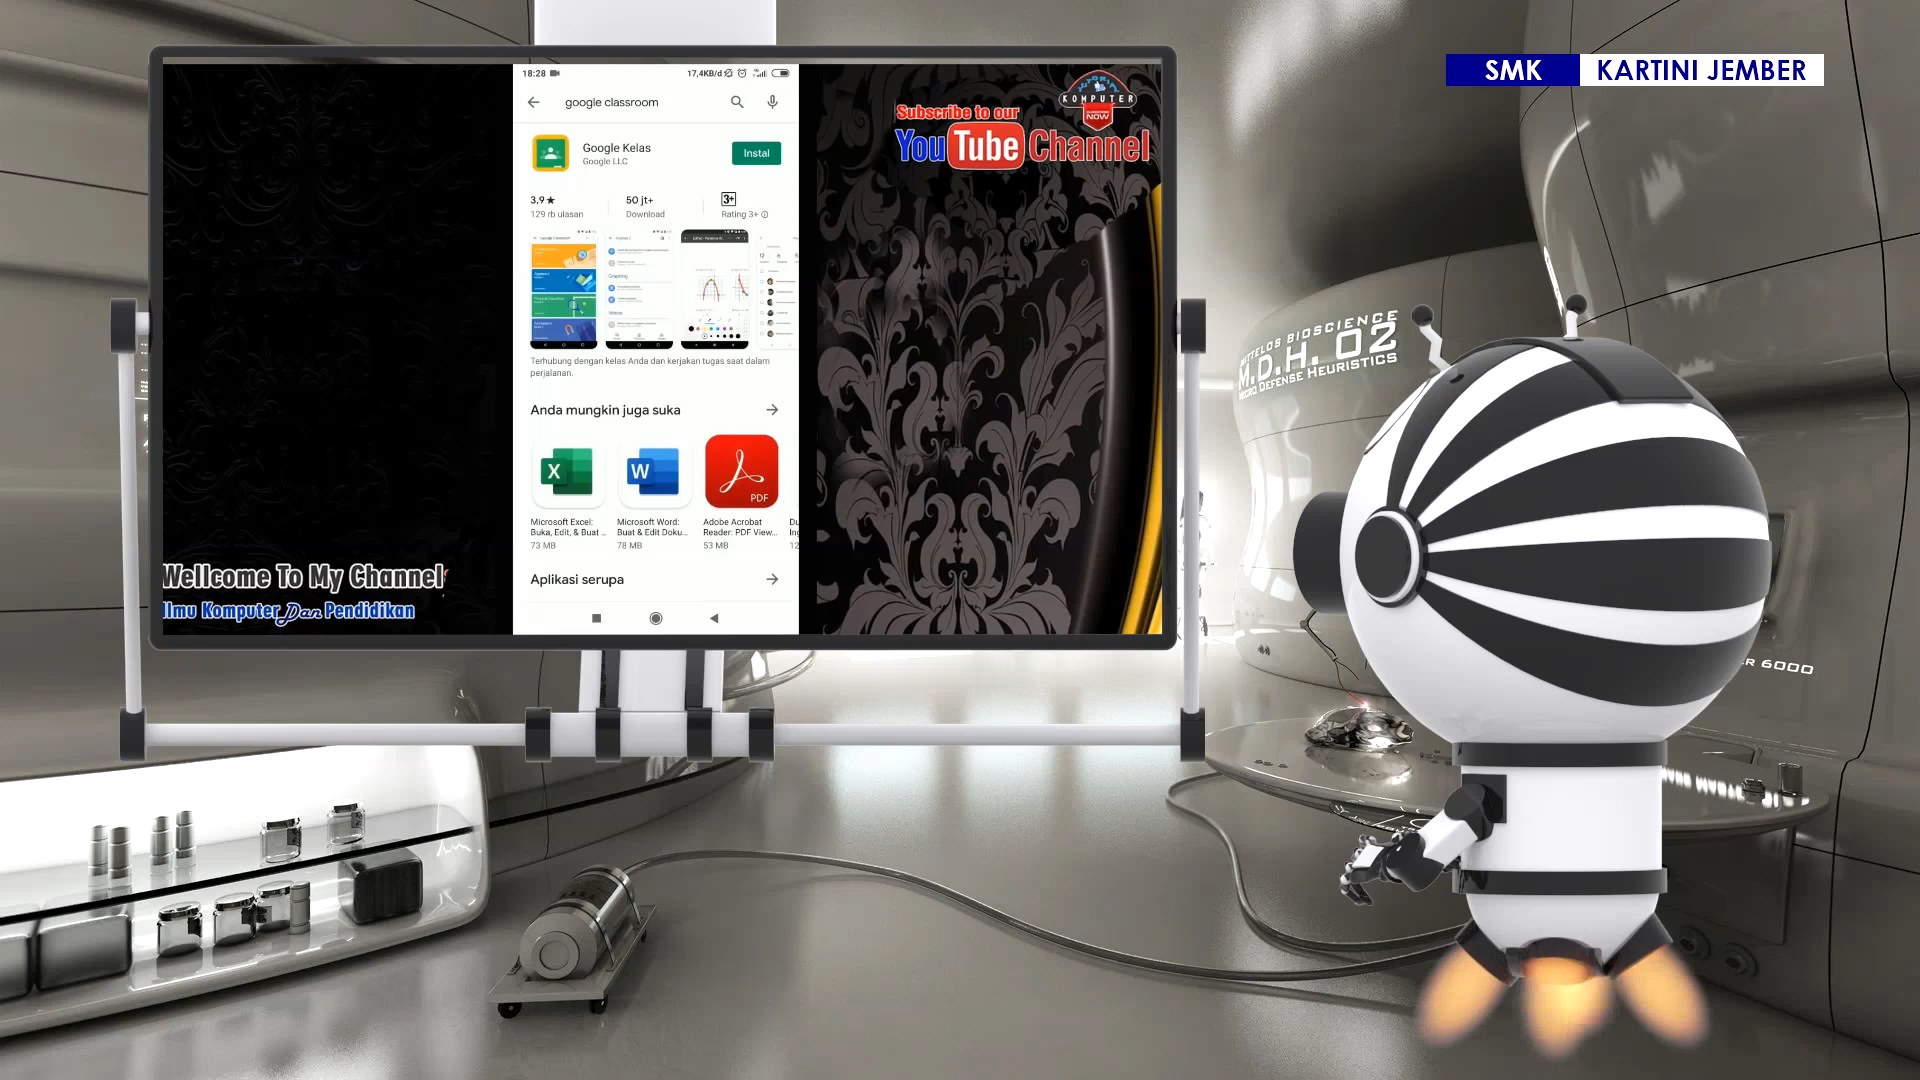 SMK KARTINI JEMBER
18:28
17,4KB/d
google classroom
Google Kelas
Google LLC
Instal
3,9★
129 rb ulasan
50 jt+
Download
3+
Rating 3+
Terhubung dengan kelas Anda dan kerjakan tugas saat dalam
perjalanan.
Anda mungkin juga suka
Microsoft Excel:
Buka, Edit, & Buat ...
73 MB
Microsoft Word:
Buat & Edit Doku...
78 MB
PDF
Adobe Acrobat
Reader: PDF View...
53 MB
Aplikasi serupa
Wellcome To My Channel
Ilmu Komputer Dan Pendidikan
KOMPUTER
NOW
Subscribe to our
YouTube Channel
M.D.H. 02
MICRO DEFENSE HEURISTICS
BIOSCIENCE
6000